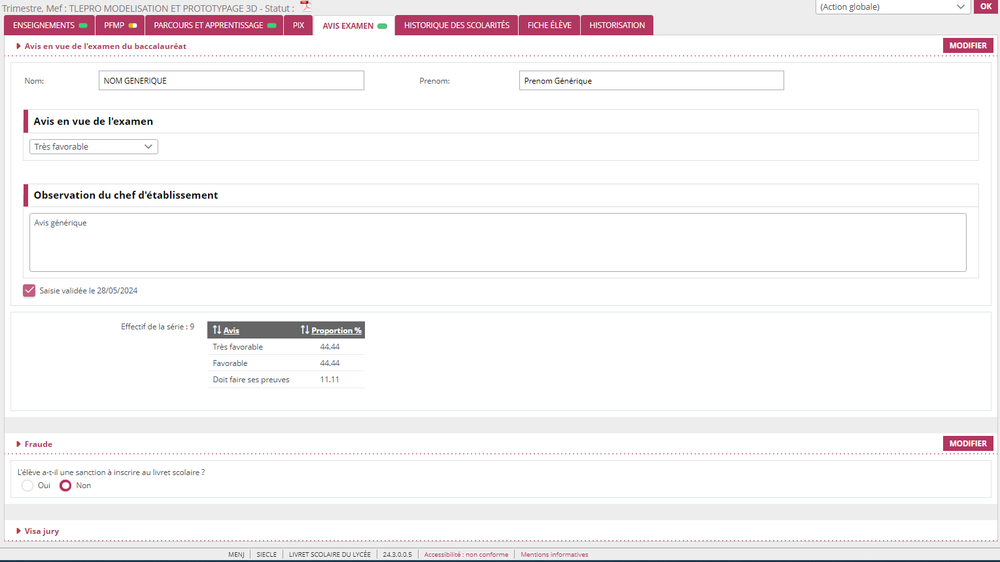 Trimestre, Mef : TLEPRO MODELISATION ET PROTOTYPAGE 3D - Statut :
(Action globale) OK
ENSEIGNEMENTS PFMP PARCOURS ET APPRENTISSAGE PIX AVIS EXAMEN HISTORIQUE DES SCOLARITÉS FICHE ÉLÈVE HISTORISATION
Avis en vue de l'examen du baccalauréat MODIFIER
Nom: NOM GENERIQUE Prenom: Prenom Générique
Avis en vue de l'examen
Très favorable
Observation du chef d'établissement
Avis générique
Saisie validée le 28/05/2024
Effectif de la série : 9 Avis Proportion %
Très favorable 44.44
Favorable 44.44
Doit faire ses preuves 11.11
Fraude MODIFIER
L'élève a-t-il une sanction à inscrire au livret scolaire ?
Oui Non
Visa jury
MENJ SIECLE LIVRET SCOLAIRE DU LYCÉE 24.3.0.0.5 Accessibilité : non conforme Mentions informatives